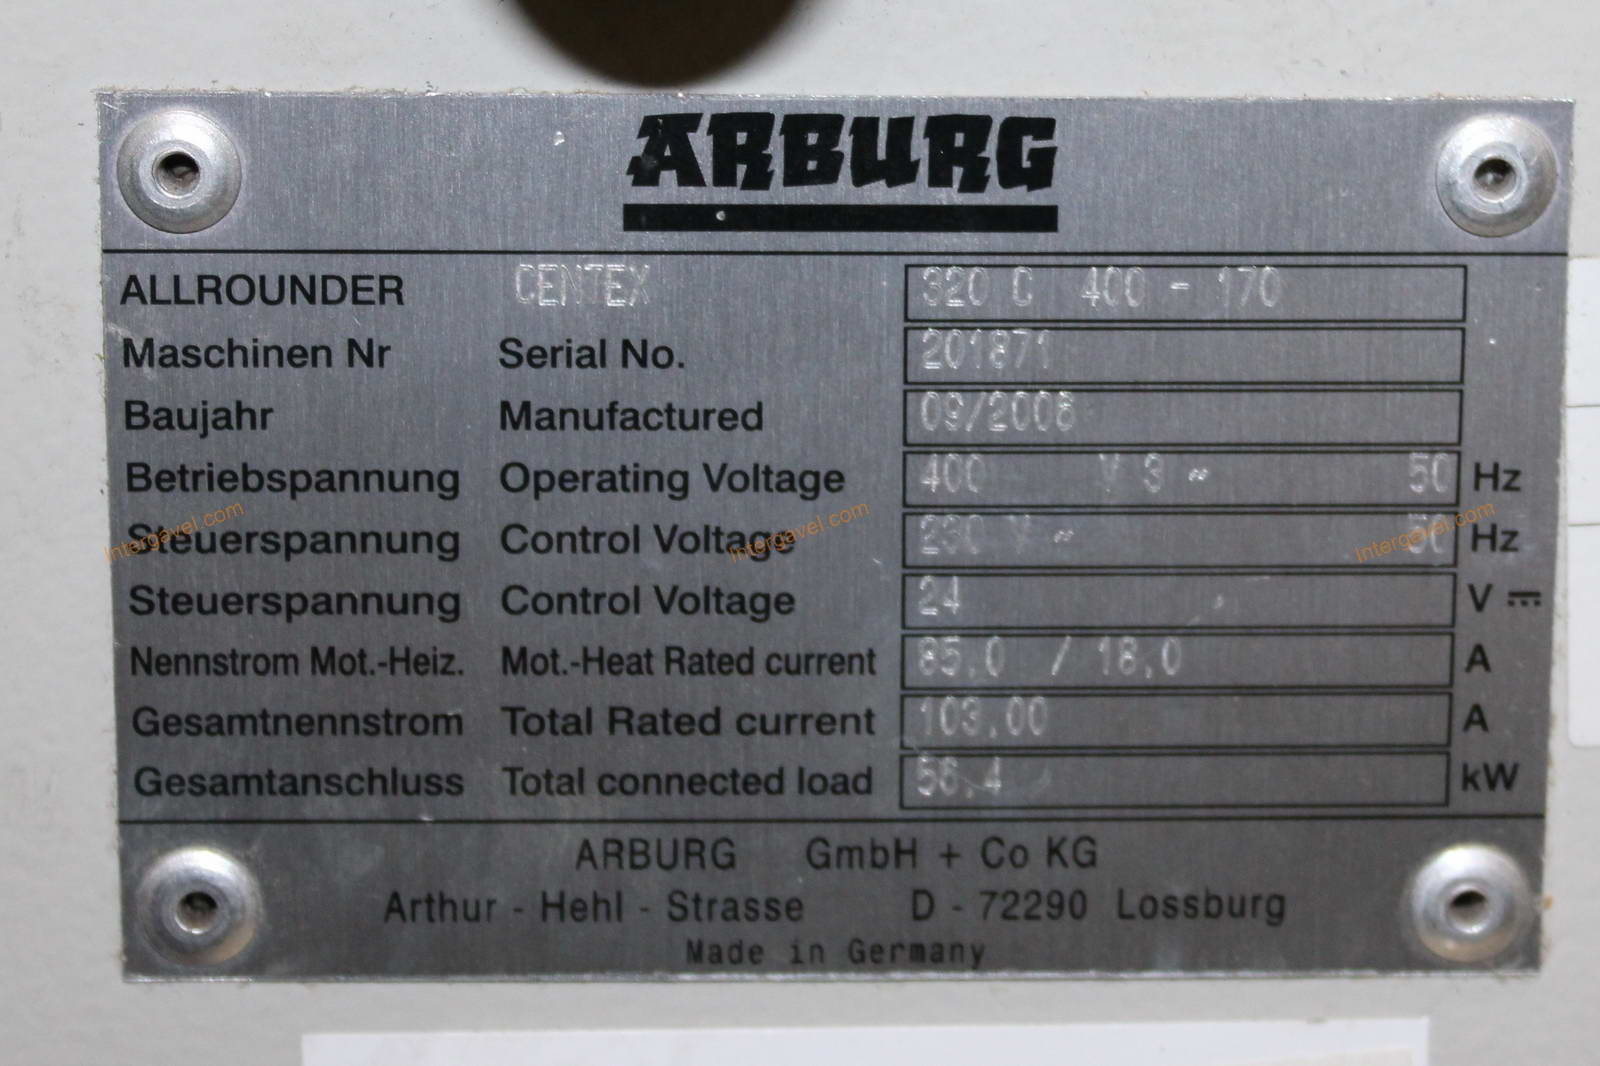 ARBURG
ALLROUNDER CENTEX 320 C 400 - 170
Maschinen Nr Serial No. 201871
Baujahr Manufactured 09/2008
Betriebspannung Operating Voltage 400 V 3 ~ 50 Hz
Steuerspannung Control Voltage 230 V ~ 50 Hz
Steuerspannung Control Voltage 24 V ⎓
Nennstrom Mot.-Heiz. Mot.-Heat Rated current 85,0 / 18,0 A
Gesamtnennstrom Total Rated current 103,00 A
Gesamtanschluss Total connected load 56,4 kW
ARBURG GmbH + Co KG
Arthur - Hehl - Strasse D - 72290 Lossburg
Made in Germany
Intergavel.com Intergavel.com Intergavel.com